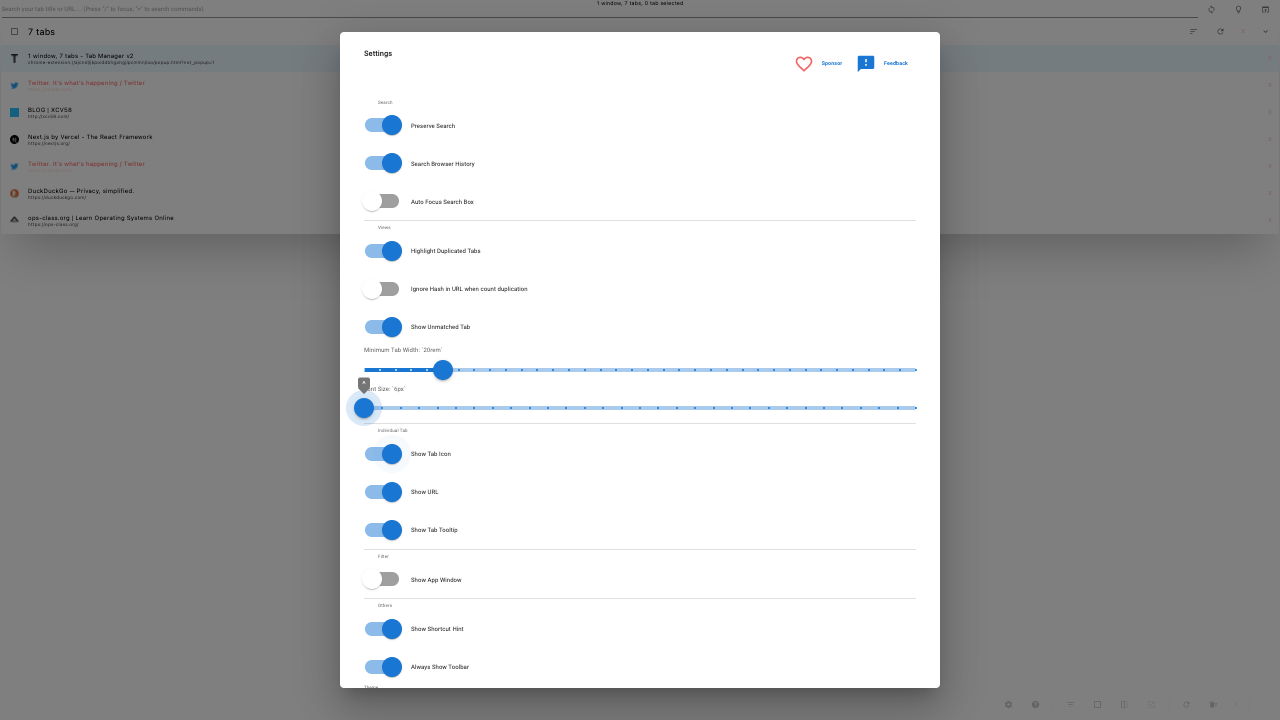 1 window, 7 tabs, 0 tab selected
Search your tab title or URL... (Press "/" to focus, ">" to search commands)
7 tabs
1 window, 7 tabs - Tab Manager v2
Twitter. It's what's happening | Twitter
BLOG | XCV58
http://xcv58.com/
Next.js by Vercel - The React Framework
https://nextjs.org/
Twitter. It's what's happening | Twitter
DuckDuckGo — Privacy, simplified.
https://duckduckgo.com/
ops-class.org | Learn Operating Systems Online
https://ops-class.org/
Settings
Sponsor
Feedback
Search
Preserve Search
Search Browser History
Auto Focus Search Box
Views
Highlight Duplicated Tabs
Ignore Hash in URL when count duplication
Show Unmatched Tab
Minimum Tab Width: `20rem`
Size: `6px`
Individual Tab
Show Tab Icon
Show URL
Show Tab Tooltip
Filter
Show App Window
Others
Show Shortcut Hint
Always Show Toolbar